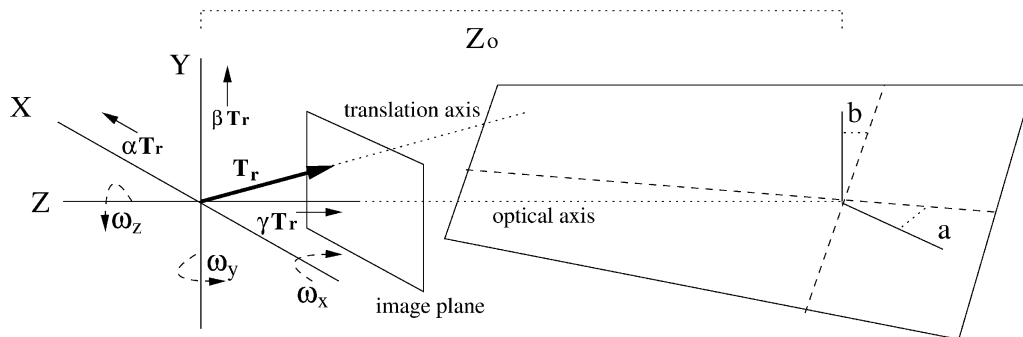 Zo
Y
X
βTr
translation axis
αTr
Tr
b
Z
γTr
optical axis
ωz
a
ωy
ωx
image plane